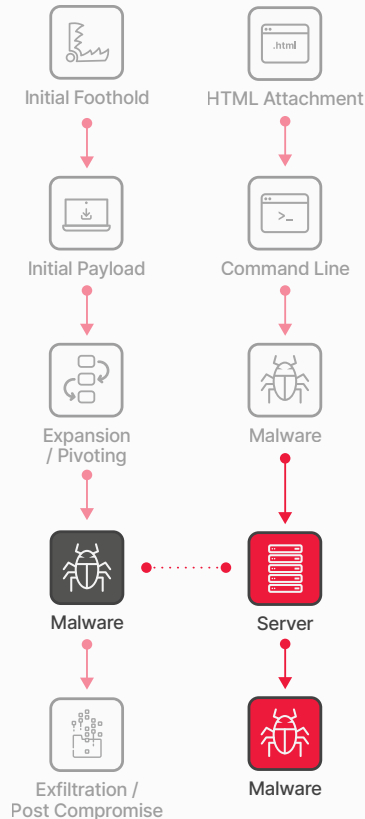 Initial Foothold
.html
HTML Attachment
Initial Payload
>_
Command Line
Expansion
/ Pivoting
Malware
Malware
Server
Exfiltration /
Post Compromise
Malware